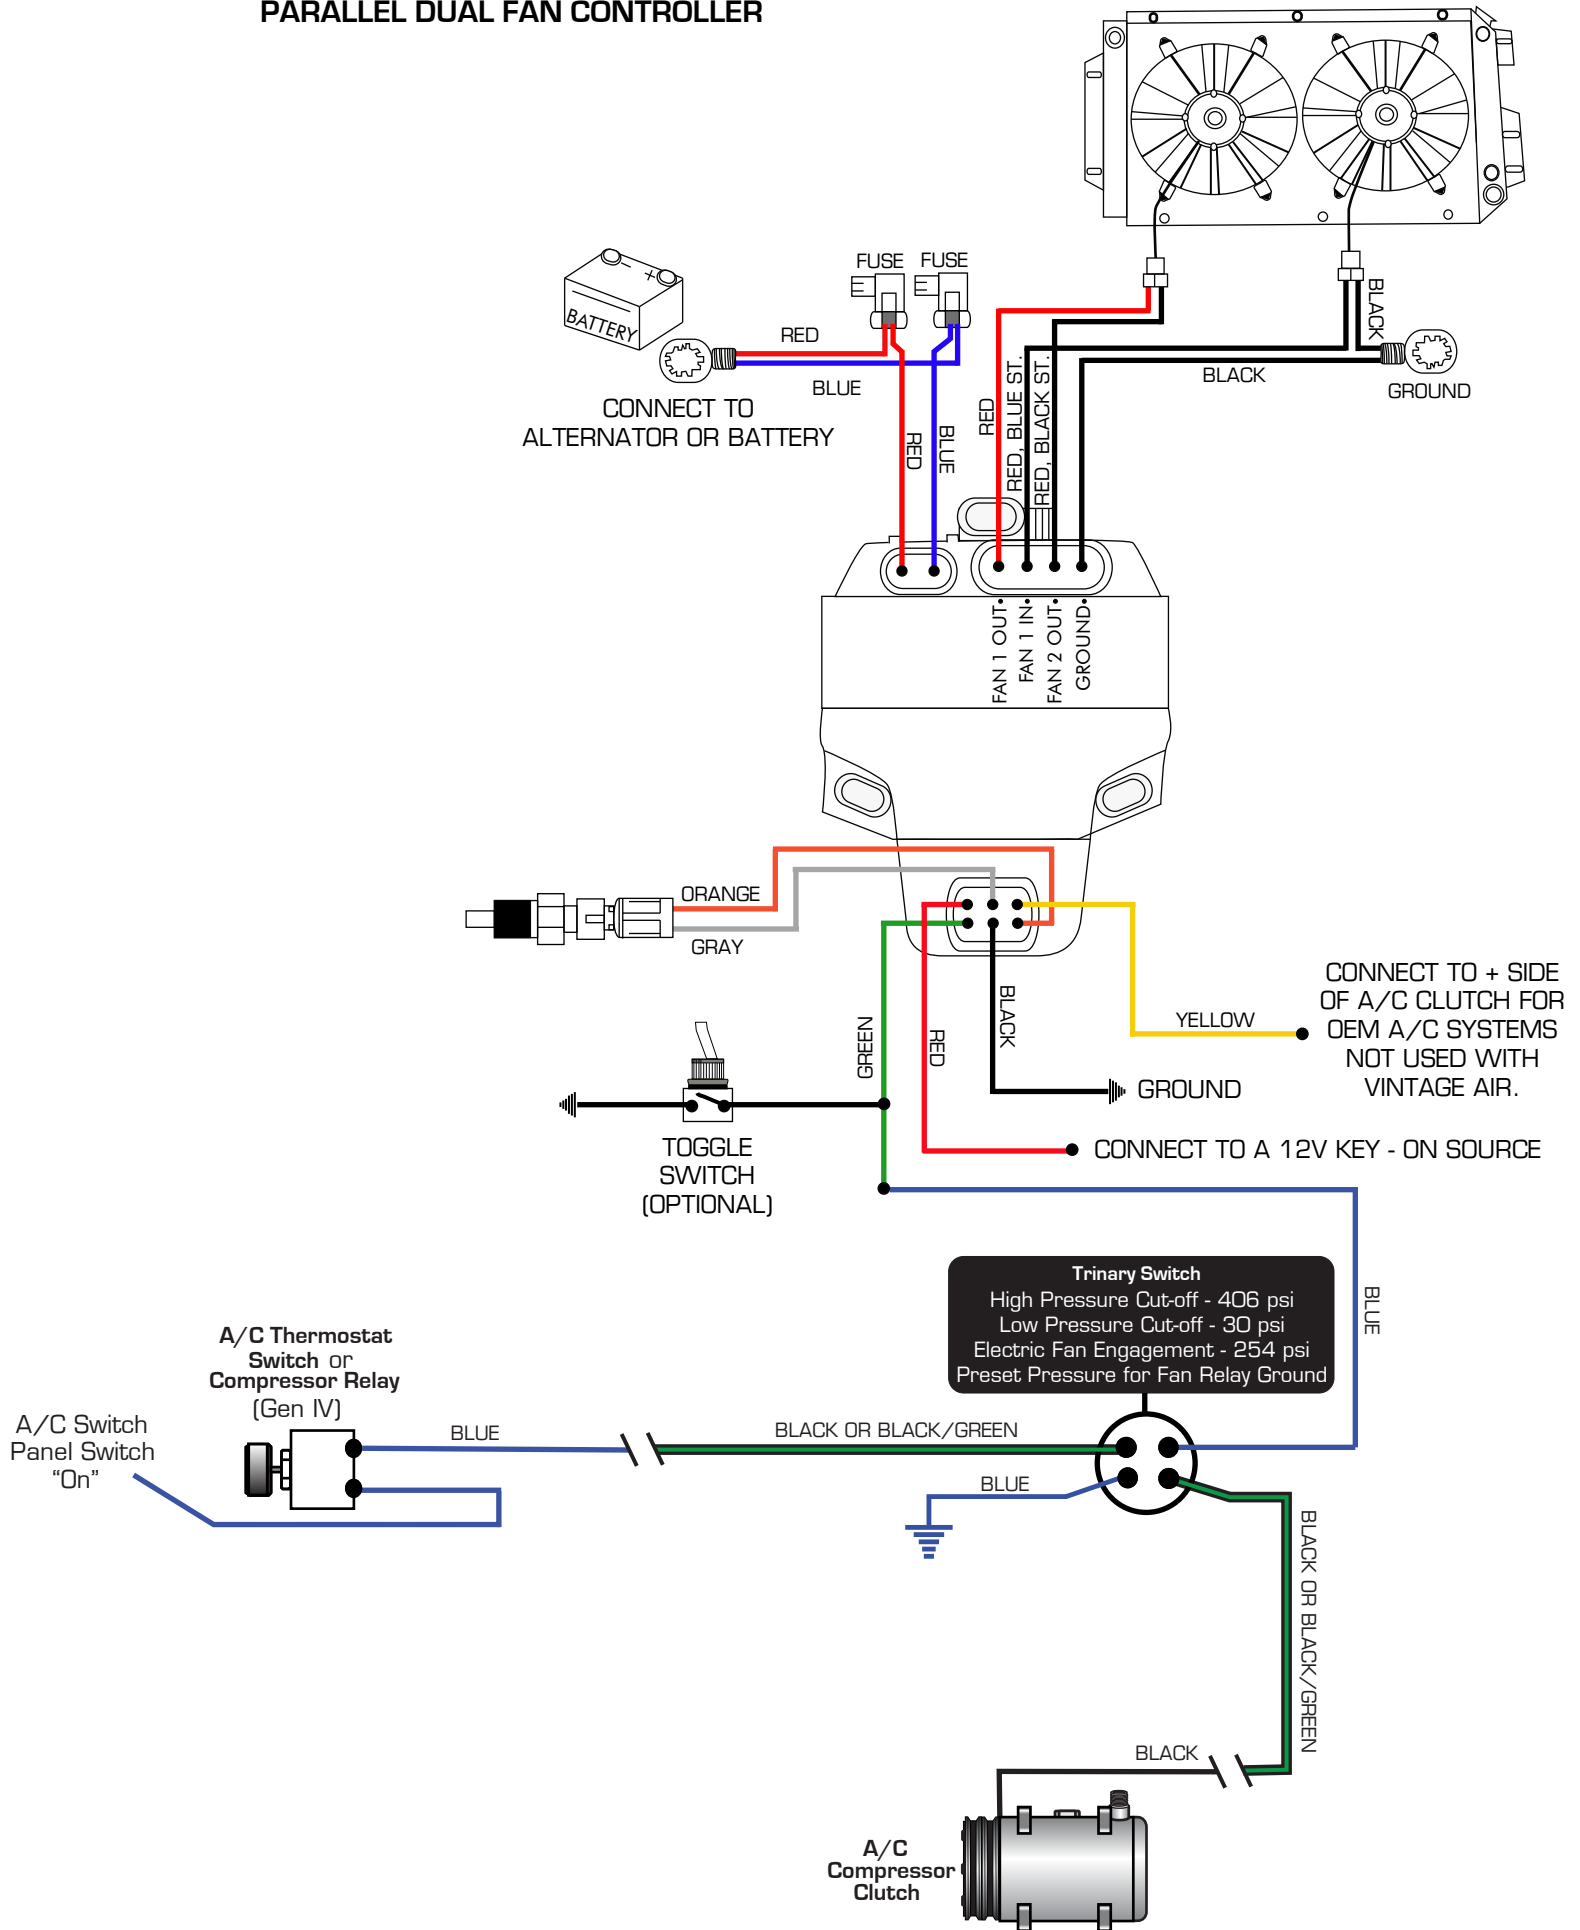 PARALLEL DUAL FAN CONTROLLER
FUSE
FUSE
BATTERY
- +
RED
BLUE
CONNECT TO
ALTERNATOR OR BATTERY
RED
BLUE
RED
RED, BLUE ST.
RED, BLACK ST.
BLACK
BLACK
GROUND
FAN 1 OUT
FAN 1 IN
FAN 2 OUT
GROUND
ORANGE
GRAY
GREEN
RED
BLACK
YELLOW
CONNECT TO + SIDE
OF A/C CLUTCH FOR
OEM A/C SYSTEMS
NOT USED WITH
VINTAGE AIR.
GROUND
CONNECT TO A 12V KEY - ON SOURCE
TOGGLE
SWITCH
(OPTIONAL)
Trinary Switch
High Pressure Cut-off - 406 psi
Low Pressure Cut-off - 30 psi
Electric Fan Engagement - 254 psi
Preset Pressure for Fan Relay Ground
BLUE
A/C Thermostat
Switch or
Compressor Relay
(Gen IV)
A/C Switch
Panel Switch
“On”
BLUE
BLACK OR BLACK/GREEN
BLUE
BLACK OR BLACK/GREEN
BLACK
A/C
Compressor
Clutch